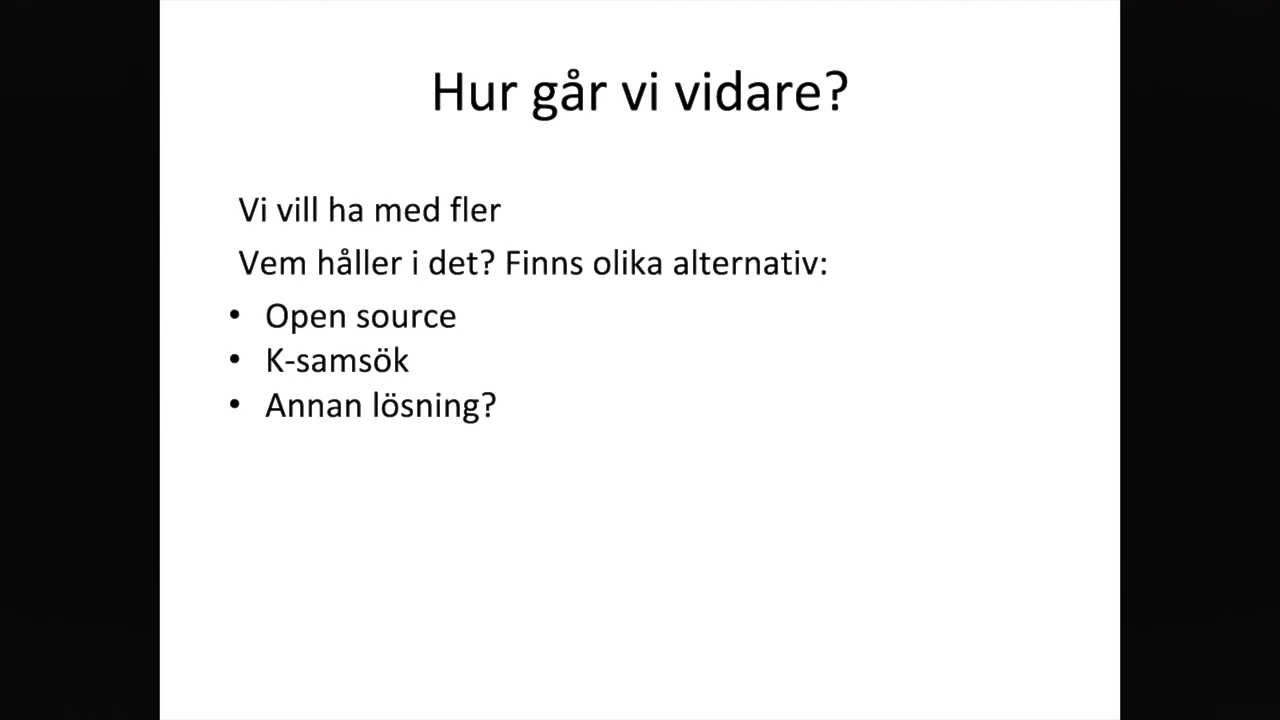 Hur går vi vidare?
Vi vill ha med fler
Vem håller i det? Finns olika alternativ:
• Open source
• K-samsök
• Annan lösning?